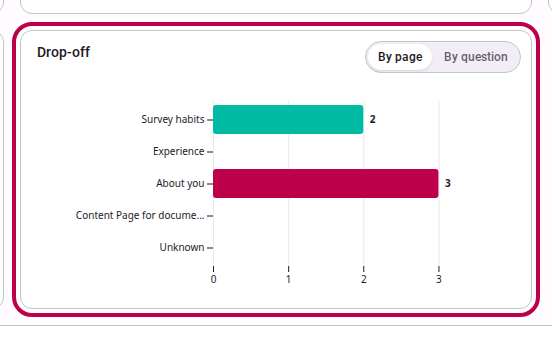 Drop-off
By page
By question
Survey habits
2
Experience
About you
3
Content Page for docume...
Unknown
0 1 2 3